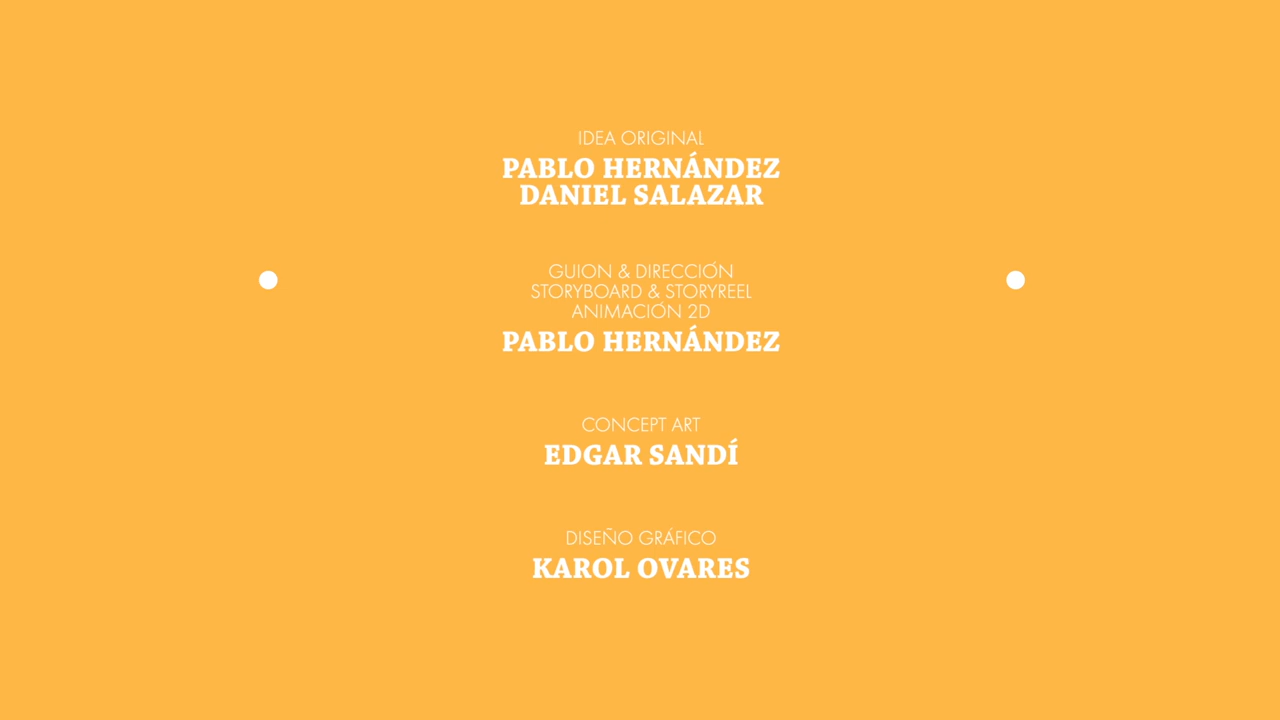 IDEA ORIGINAL
PABLO HERNÁNDEZ
DANIEL SALAZAR
GUION & DIRECCIÓN
STORYBOARD & STORYREEL
ANIMACIÓN 2D
PABLO HERNÁNDEZ
CONCEPT ART
EDGAR SANDÍ
DISEÑO GRÁFICO
KAROL OVARES